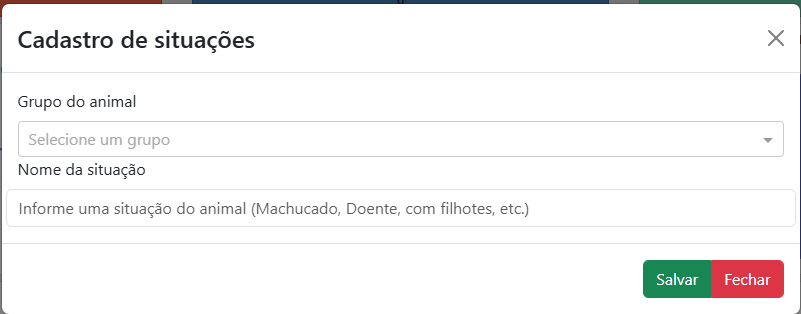 Cadastro de situações
Grupo do animal
Selecione um grupo
Nome da situação
Informe uma situação do animal (Machucado, Doente, com filhotes, etc.)
Salvar Fechar